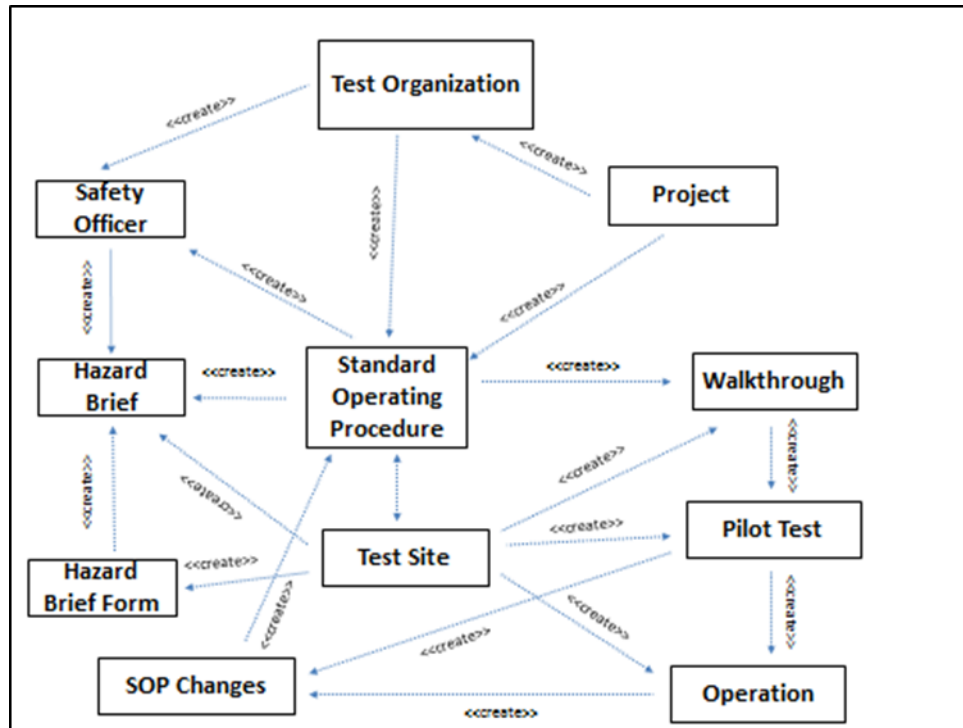 Test Organization
<<create>>
<<create>>
Safety
Officer
Project
<<create>>
<<create>>
<<create>>
<<create>>
<<create>>
Hazard
Brief
<<create>>
Standard
Operating
Procedure
<<create>>
Walkthrough
<<create>>
<<create>>
<<create>>
<<create>>
Test Site
<<create>>
Pilot Test
Hazard
Brief Form
<<create>>
<<create>>
<<create>>
<<create>>
<<create>>
SOP Changes
<<create>>
Operation